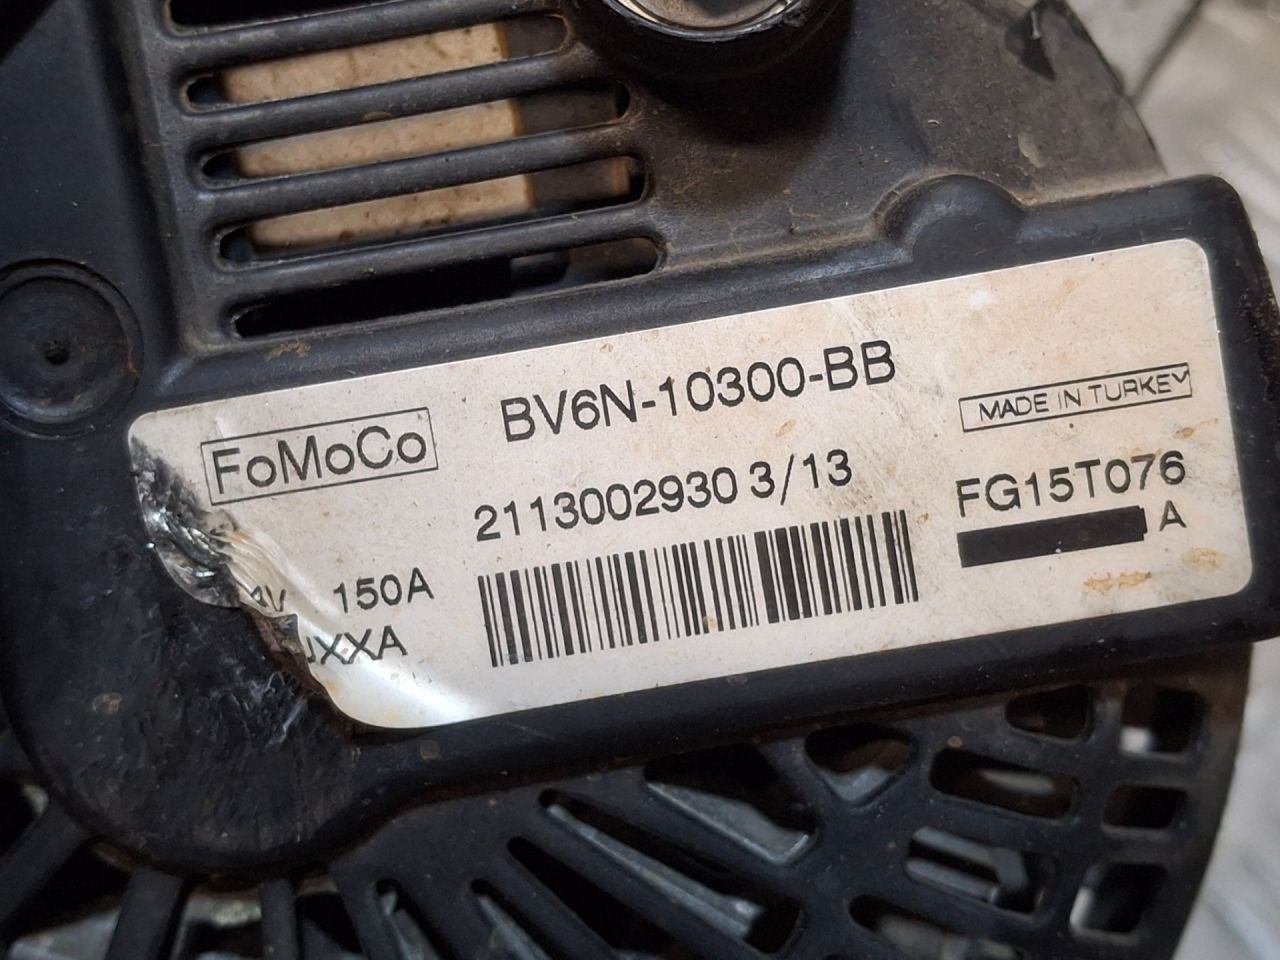 FoMoCo
BV6N-10300-BB
MADE IN TURKEY
2113002930 3/13
FG15T076
A
150A